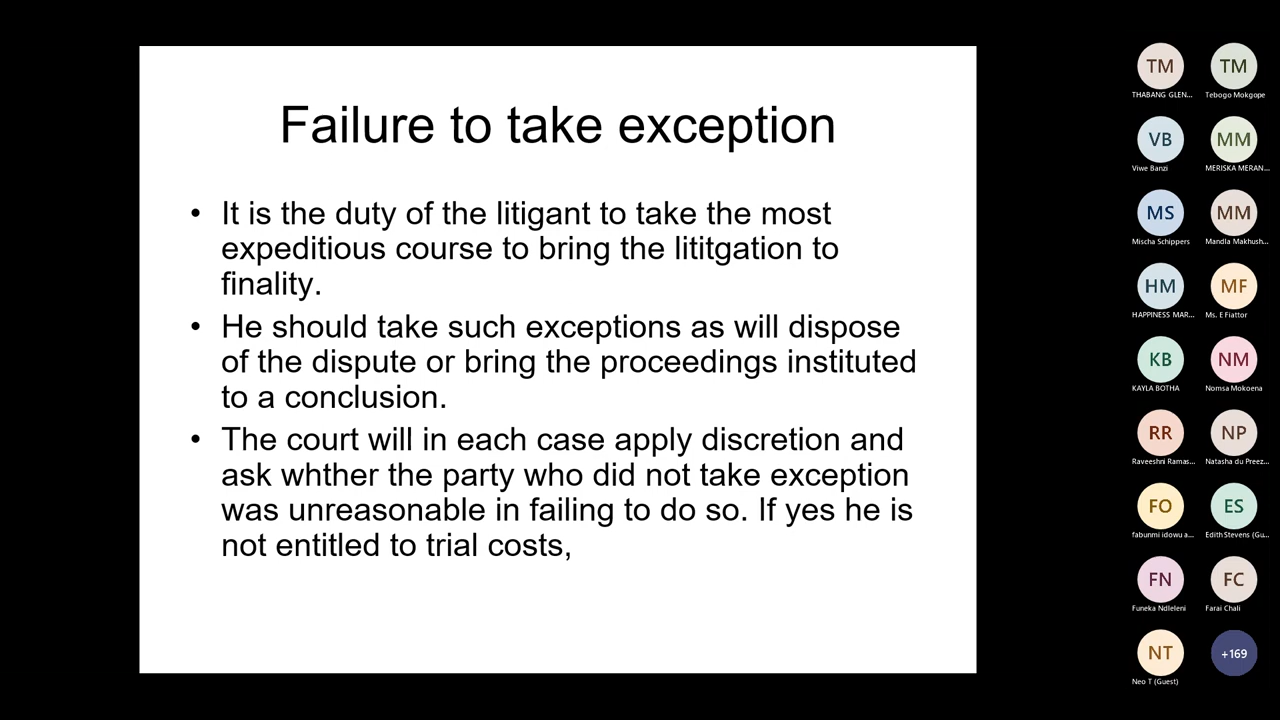 Failure to take exception
• It is the duty of the litigant to take the most
expeditious course to bring the lititgation to
finality.
• He should take such exceptions as will dispose
of the dispute or bring the proceedings instituted
to a conclusion.
• The court will in each case apply discretion and
ask whther the party who did not take exception
was unreasonable in failing to do so. If yes he is
not entitled to trial costs,
TM TM
THABANG GLEN... Tebogo Mokgope
VB MM
Viwe Banzi MERISKA MERAN...
MS MM
Mischa Schippers Mandla Makhush...
HM MF
HAPPINESS MAR... Ms. E Fiattor
KB NM
KAYLA BOTHA Nomsa Mokoena
RR NP
Raveeshni Ramas... Natasha du Preez...
FO ES
fabunmi idowu a... Edith Stevens (Gu...
FN FC
Funeka Ndleleni Farai Chali
NT +169
Neo T (Guest)